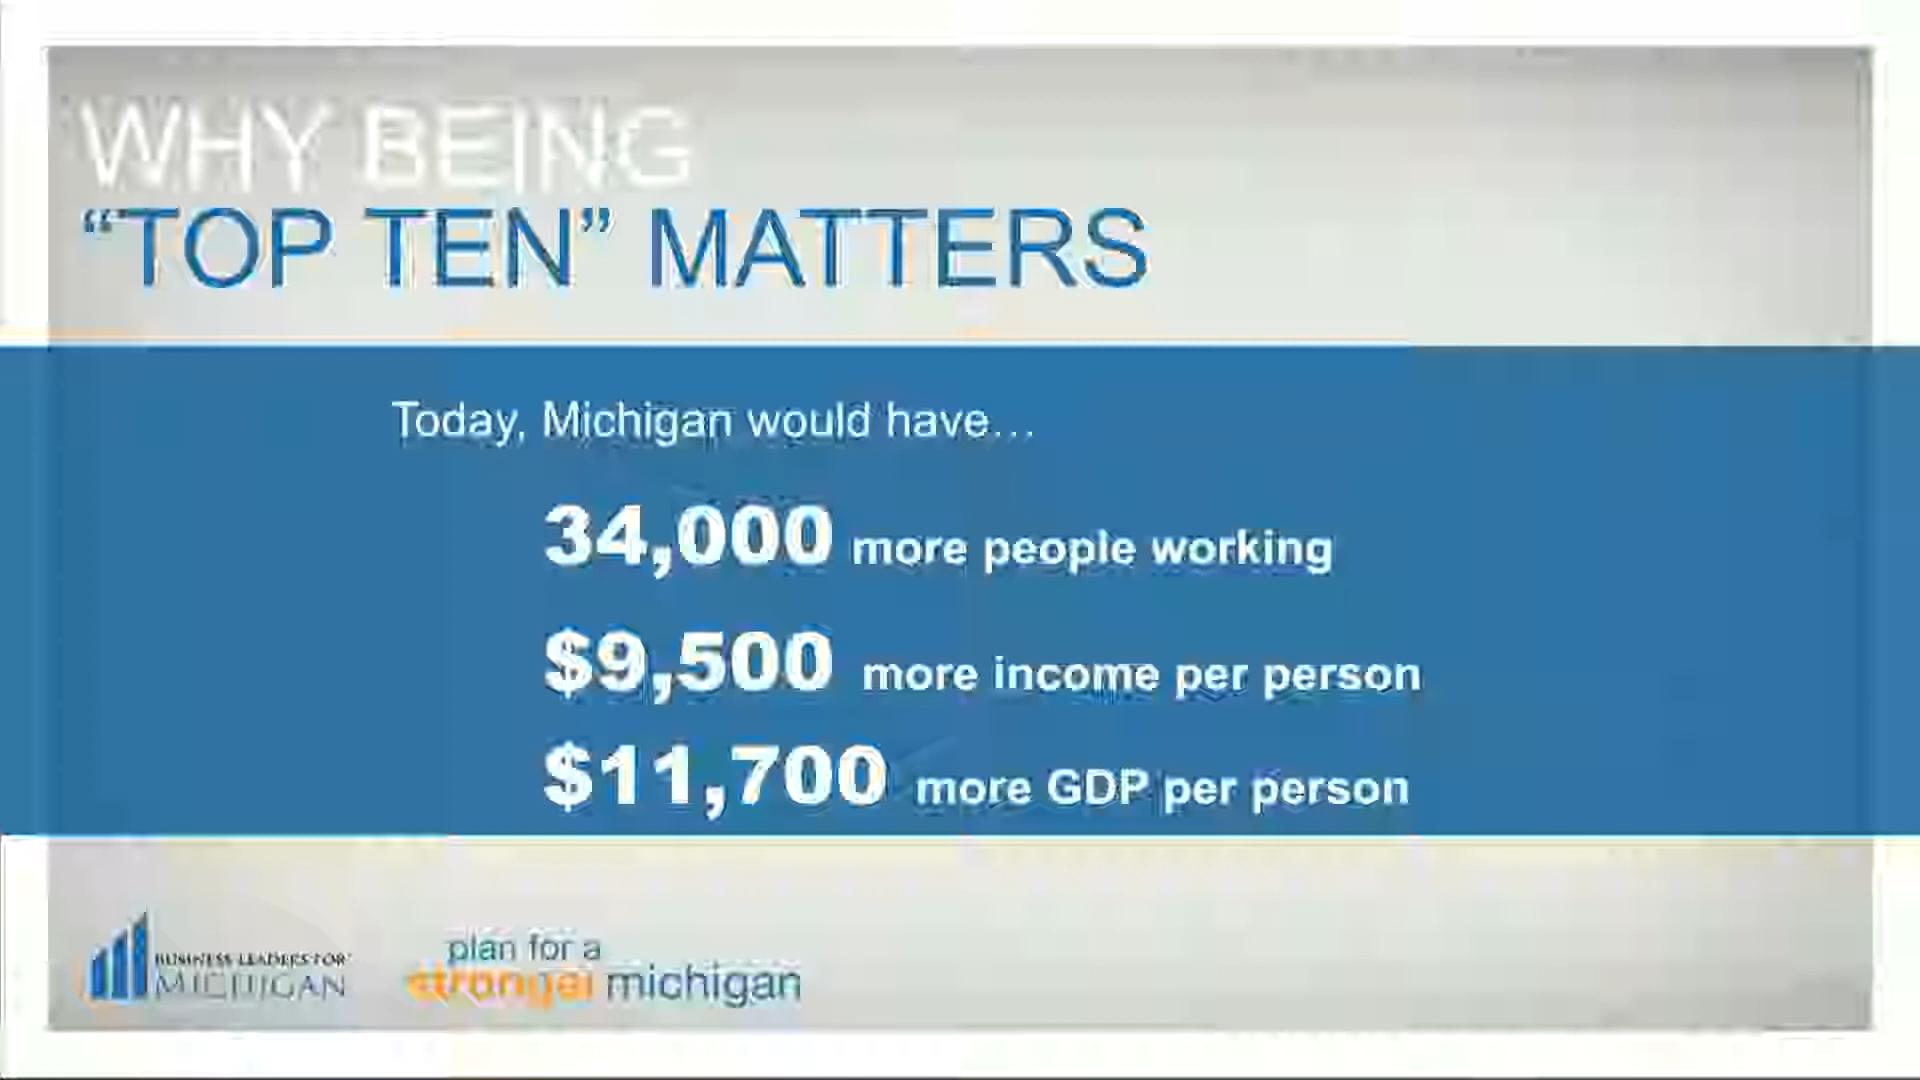 WHY BEING
“TOP TEN” MATTERS
Today, Michigan would have…
34,000 more people working
$9,500 more income per person
$11,700 more GDP per person
BUSINESS LEADERS FOR
MICHIGAN
plan for a
stronger michigan